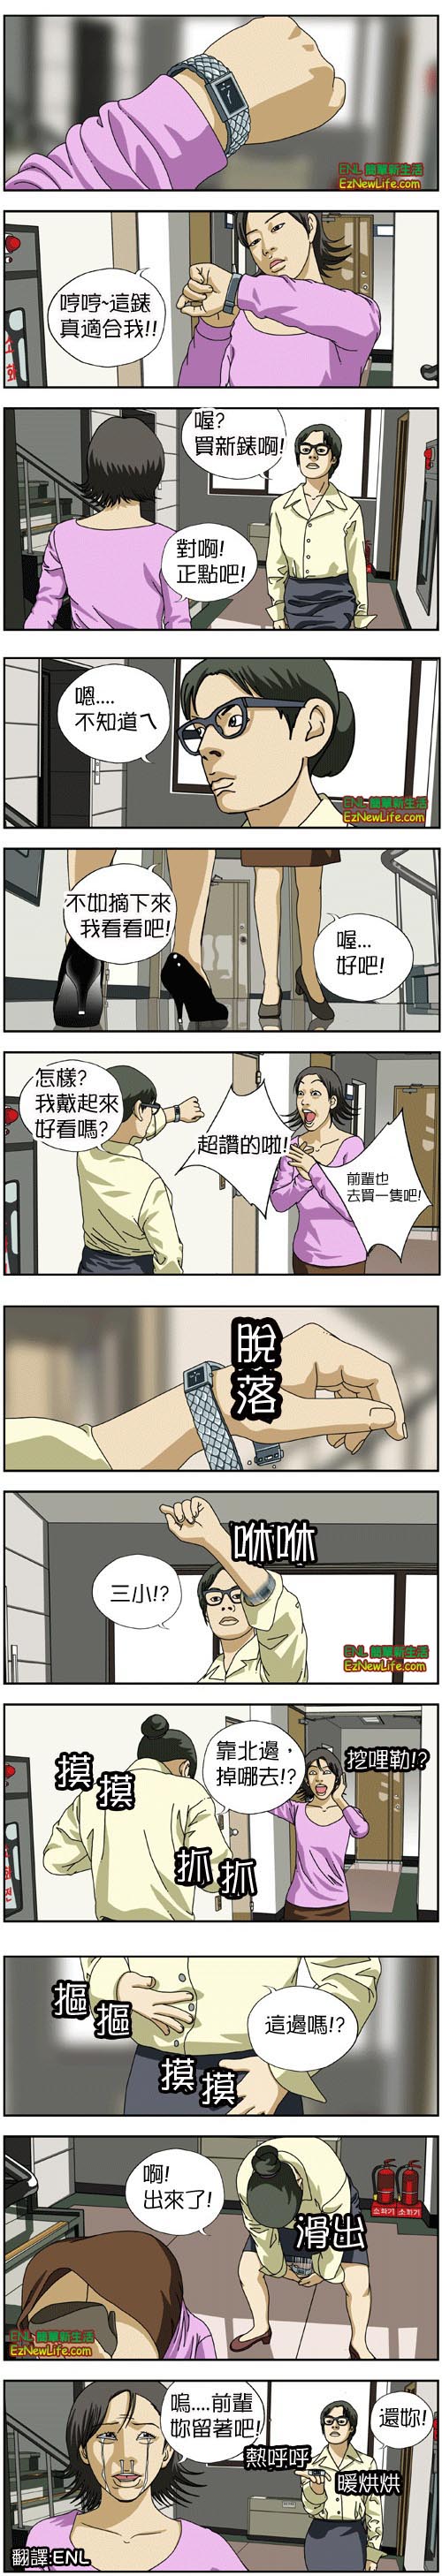 ENL 簡單新生活
EzNewLife.com
哼哼~這錶
真適合我!!
喔?
買新錶啊!
對啊!
正點吧!
嗯....
不知道ㄟ
ENL 簡單新生活
EzNewLife.com
不如摘下來
我看看吧!
喔...
好吧!
怎樣?
我戴起來
好看嗎?
超讚的啦!
前輩也
去買一隻吧!
脫
落
咻咻
三小!?
ENL 簡單新生活
EzNewLife.com
摸
摸
靠北邊，
掉哪去!?
挖哩勒!?
抓
抓
摳
摳
這邊嗎!?
摸
摸
啊!
出來了!
滑出
소화기 소화기
ENL 簡單新生活
EzNewLife.com
嗚....前輩
妳留著吧!
還妳!
熱呼呼
暖烘烘
翻譯:ENL